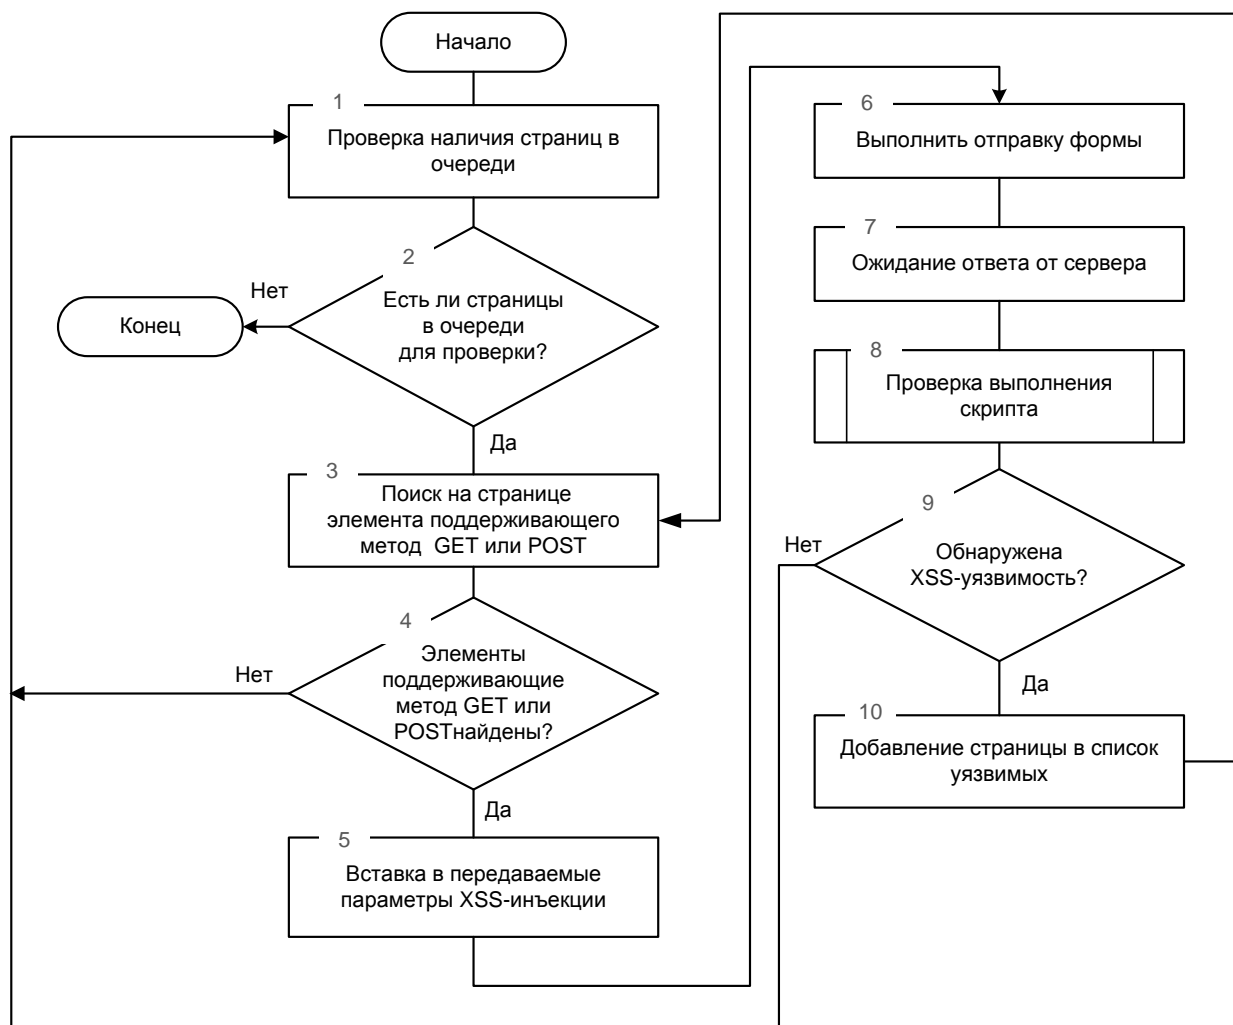 Начало
1
Проверка наличия страниц в
очереди
2
Есть ли страницы
в очереди
для проверки?
Нет
Конец
Да
3
Поиск на странице
элемента поддерживающего
метод GET или POST
4
Элементы
поддерживающие
метод GET или
POSTнайдены?
Нет
Да
5
Вставка в передаваемые
параметры XSS-инъекции
6
Выполнить отправку формы
7
Ожидание ответа от сервера
8
Проверка выполнения
скрипта
9
Обнаружена
XSS-уязвимость?
Нет
Да
10
Добавление страницы в список
уязвимых